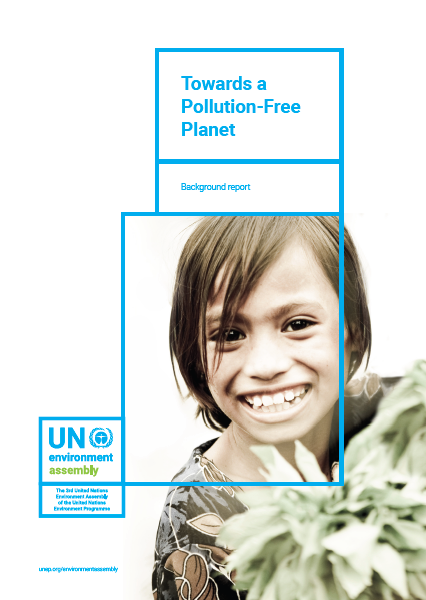 Towards a
Pollution-Free
Planet
Background report
UN
environment
assembly
The 3rd United Nations
Environment Assembly
of the United Nations
Environment Programme
unep.org/environmentassembly